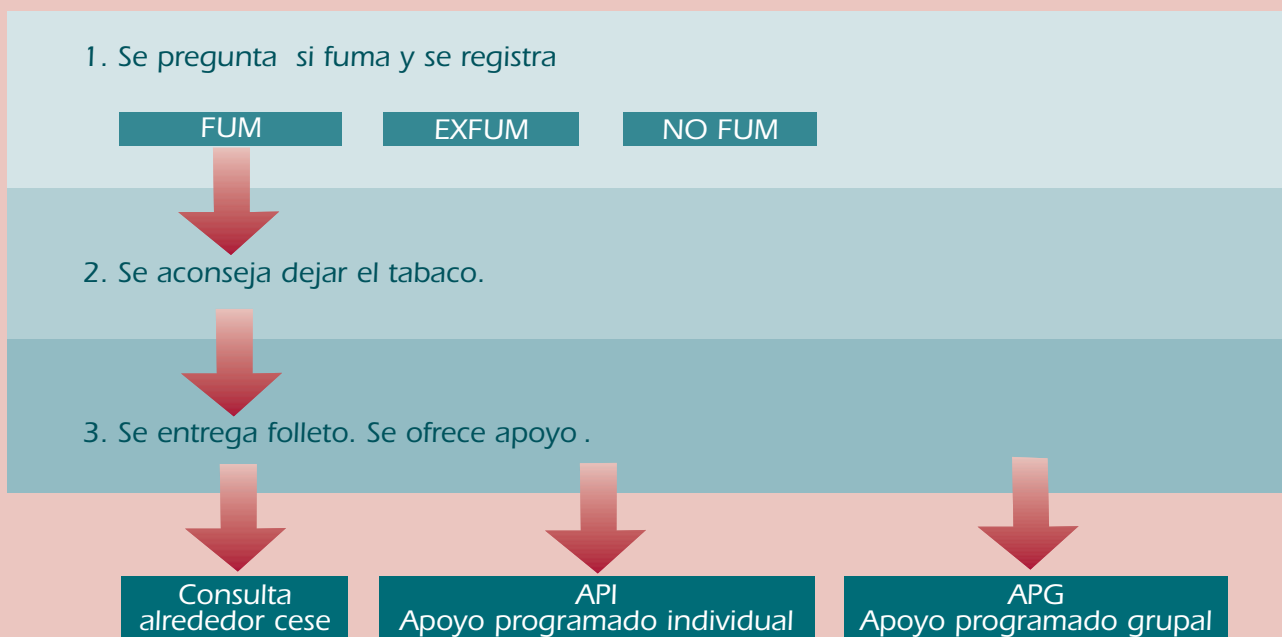 1. Se pregunta si fuma y se registra
FUM EXFUM NO FUM
2. Se aconseja dejar el tabaco.
3. Se entrega folleto. Se ofrece apoyo.
Consulta
alrededor cese
API
Apoyo programado individual
APG
Apoyo programado grupal